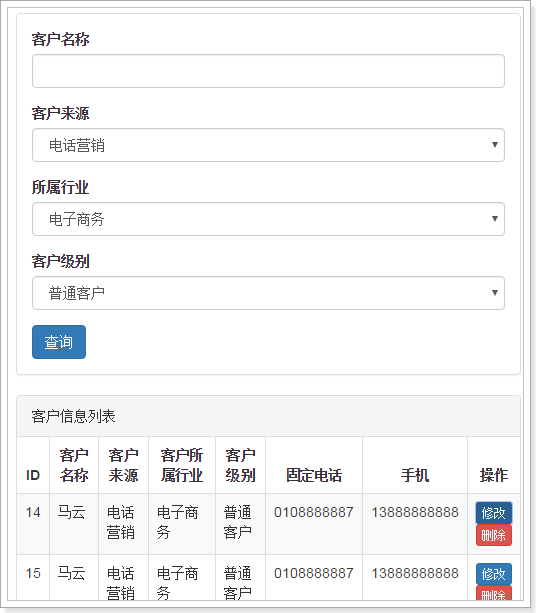 客户名称
客户来源
电话营销
所属行业
电子商务
客户级别
普通客户
查询
客户信息列表
ID 客户名称 客户来源 客户所属行业 客户级别 固定电话 手机 操作
14 马云 电话营销 电子商务 普通客户 0108888887 13888888888 修改
删除
15 马云 电话营销 电子商务 普通客户 0108888887 13888888888 修改
删除